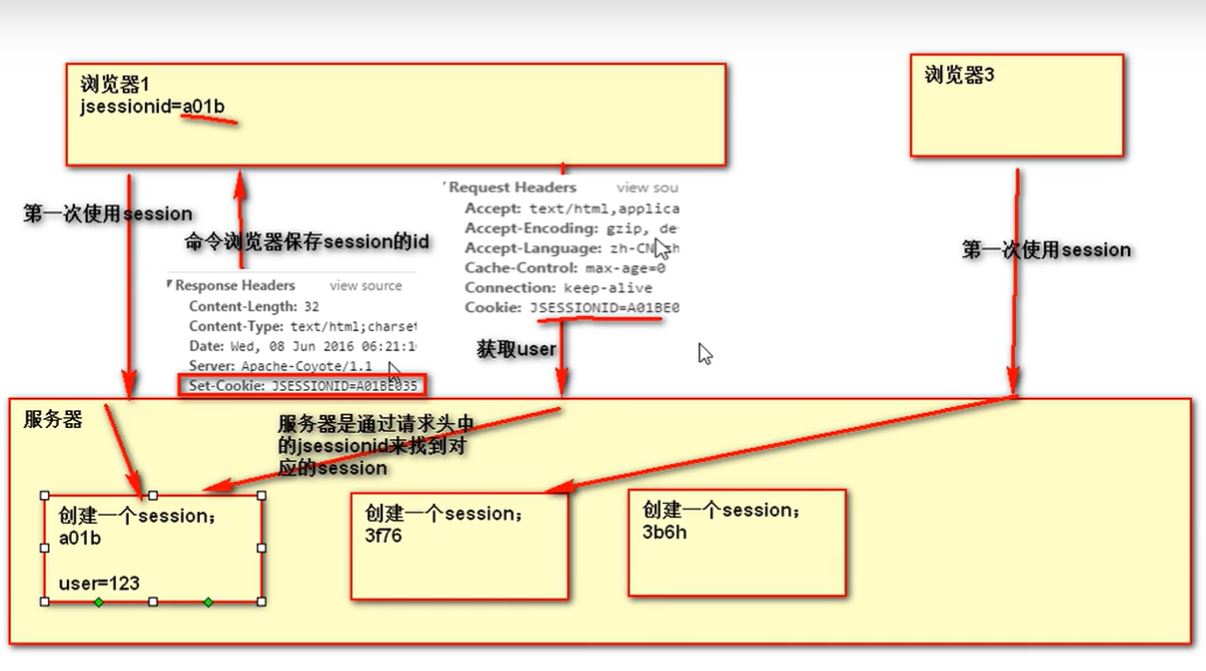 浏览器1
jsessionid=a01b
浏览器3
第一次使用session
命令浏览器保存session的id
Request Headers view sou
Accept: text/html,applica
Accept-Encoding: gzip, de
Accept-Language: zh-CN
Cache-Control: max-age=0
Connection: keep-alive
Cookie: JSESSIONID=A01BE0
第一次使用session
Response Headers view source
Content-Length: 32
Content-Type: text/html;charset
Date: Wed, 08 Jun 2016 06:21:1
Server: Apache-Coyote/1.1
Set-Cookie: JSESSIONID=A01BE035
获取user
服务器
服务器是通过请求头中
的jsessionid来找到对
应的session
创建一个session;
a01b
user=123
创建一个session;
3f76
创建一个session;
3b6h